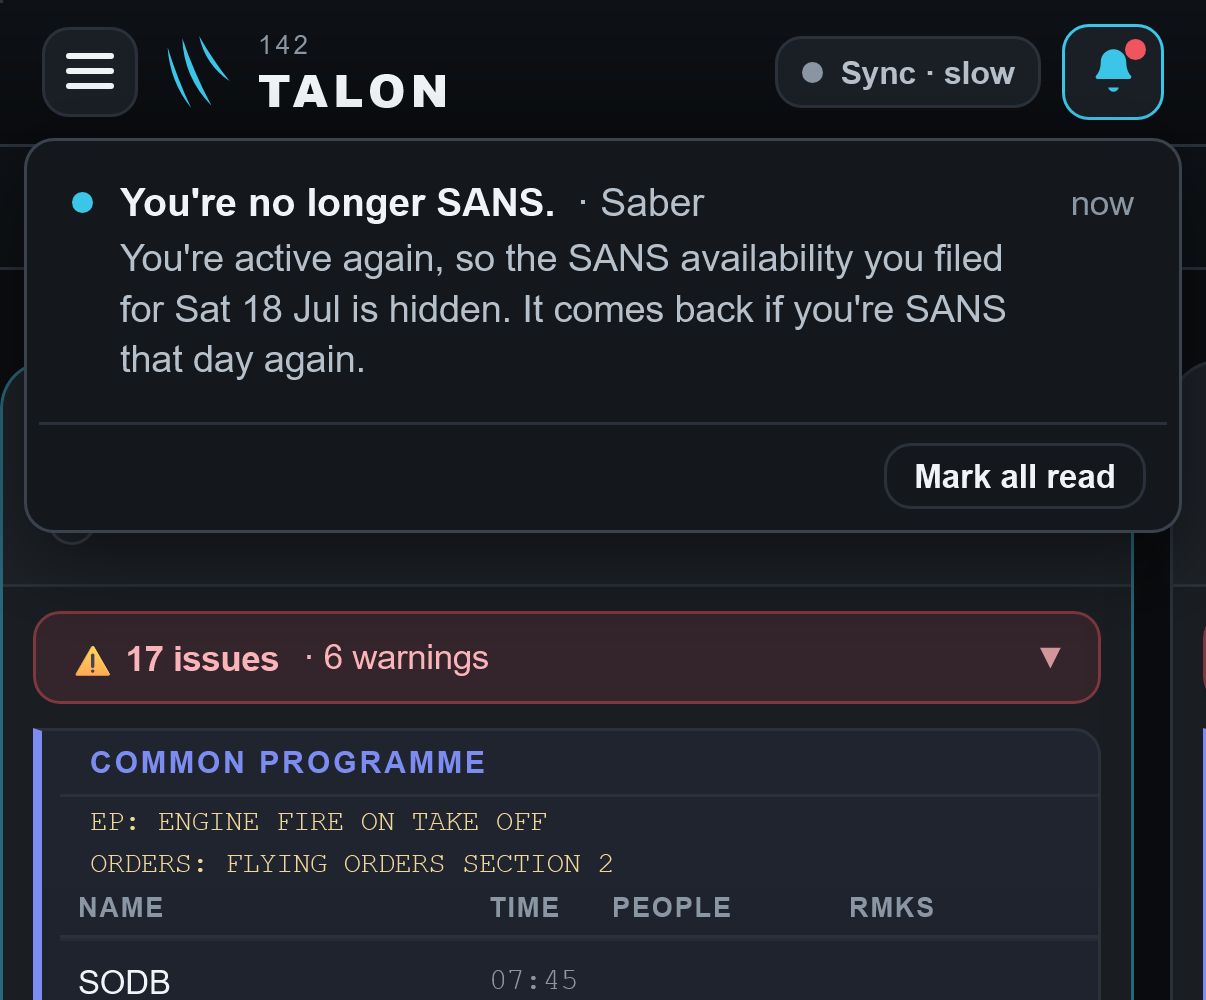 142
TALON
Sync · slow
You're no longer SANS. · Saber
now
You're active again, so the SANS availability you filed
for Sat 18 Jul is hidden. It comes back if you're SANS
that day again.
Mark all read
17 issues · 6 warnings
COMMON PROGRAMME
EP: ENGINE FIRE ON TAKE OFF
ORDERS: FLYING ORDERS SECTION 2
NAME TIME PEOPLE RMKS
SODB 07:45